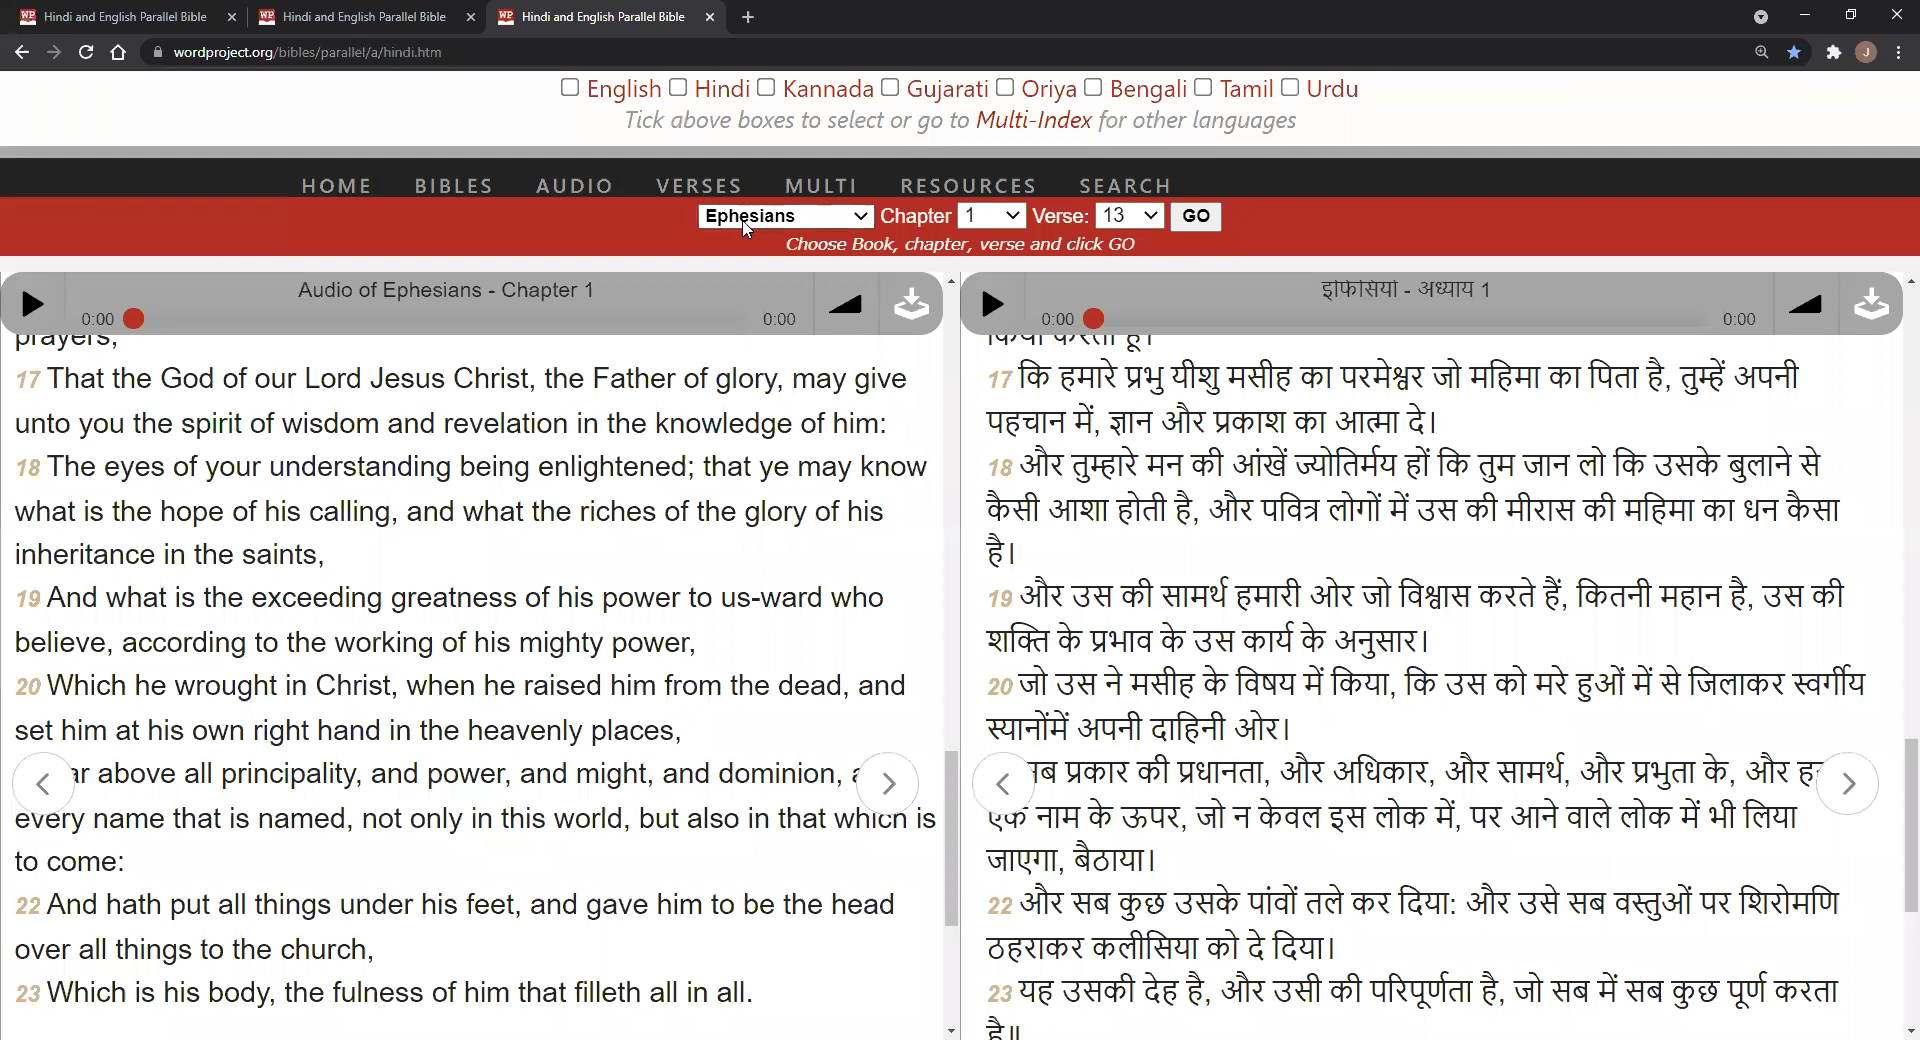 Hindi and English Parallel Bible
Hindi and English Parallel Bible
Hindi and English Parallel Bible
wordproject.org/bibles/parallel/a/hindi.htm
J
English Hindi Kannada Gujarati Oriya Bengali Tamil Urdu
Tick above boxes to select or go to Multi-Index for other languages
HOME BIBLES AUDIO VERSES MULTI RESOURCES SEARCH
Ephesians Chapter 1 Verse: 13 GO
Choose Book, chapter, verse and click GO
Audio of Ephesians - Chapter 1
0:00 0:00
prayers,
17 That the God of our Lord Jesus Christ, the Father of glory, may give
unto you the spirit of wisdom and revelation in the knowledge of him:
18 The eyes of your understanding being enlightened; that ye may know
what is the hope of his calling, and what the riches of the glory of his
inheritance in the saints,
19 And what is the exceeding greatness of his power to us-ward who
believe, according to the working of his mighty power,
20 Which he wrought in Christ, when he raised him from the dead, and
set him at his own right hand in the heavenly places,
above all principality, and power, and might, and dominion,
every name that is named, not only in this world, but also in that which is
to come:
22 And hath put all things under his feet, and gave him to be the head
over all things to the church,
23 Which is his body, the fulness of him that filleth all in all.
इफिसियों - अध्याय 1
0:00 0:00
किया करता हूं।
17 कि हमारे प्रभु यीशु मसीह का परमेश्वर जो महिमा का पिता है, तुम्हें अपनी
पहचान में, ज्ञान और प्रकाश का आत्मा दे।
18 और तुम्हारे मन की आंखें ज्योतिर्मय हों कि तुम जान लो कि उसके बुलाने से
कैसी आशा होती है, और पवित्र लोगों में उस की मीरास की महिमा का धन कैसा
है।
19 और उस की सामर्थ हमारी ओर जो विश्वास करते हैं, कितनी महान है, उस की
शक्ति के प्रभाव के उस कार्य के अनुसार।
20 जो उस ने मसीह के विषय में किया, कि उस को मरे हुओं में से जिलाकर स्वर्गीय
स्यानोंमें अपनी दाहिनी ओर।
प्रकार की प्रधानता, और अधिकार, और सामर्थ, और प्रभुता के, और
एक नाम के ऊपर, जो न केवल इस लोक में, पर आने वाले लोक में भी लिया
जाएगा, बैठाया।
22 और सब कुछ उसके पांवों तले कर दिया: और उसे सब वस्तुओं पर शिरोमणि
ठहराकर कलीसिया को दे दिया।
23 यह उसकी देह है, और उसी की परिपूर्णता है, जो सब में सब कुछ पूर्ण करता
है॥